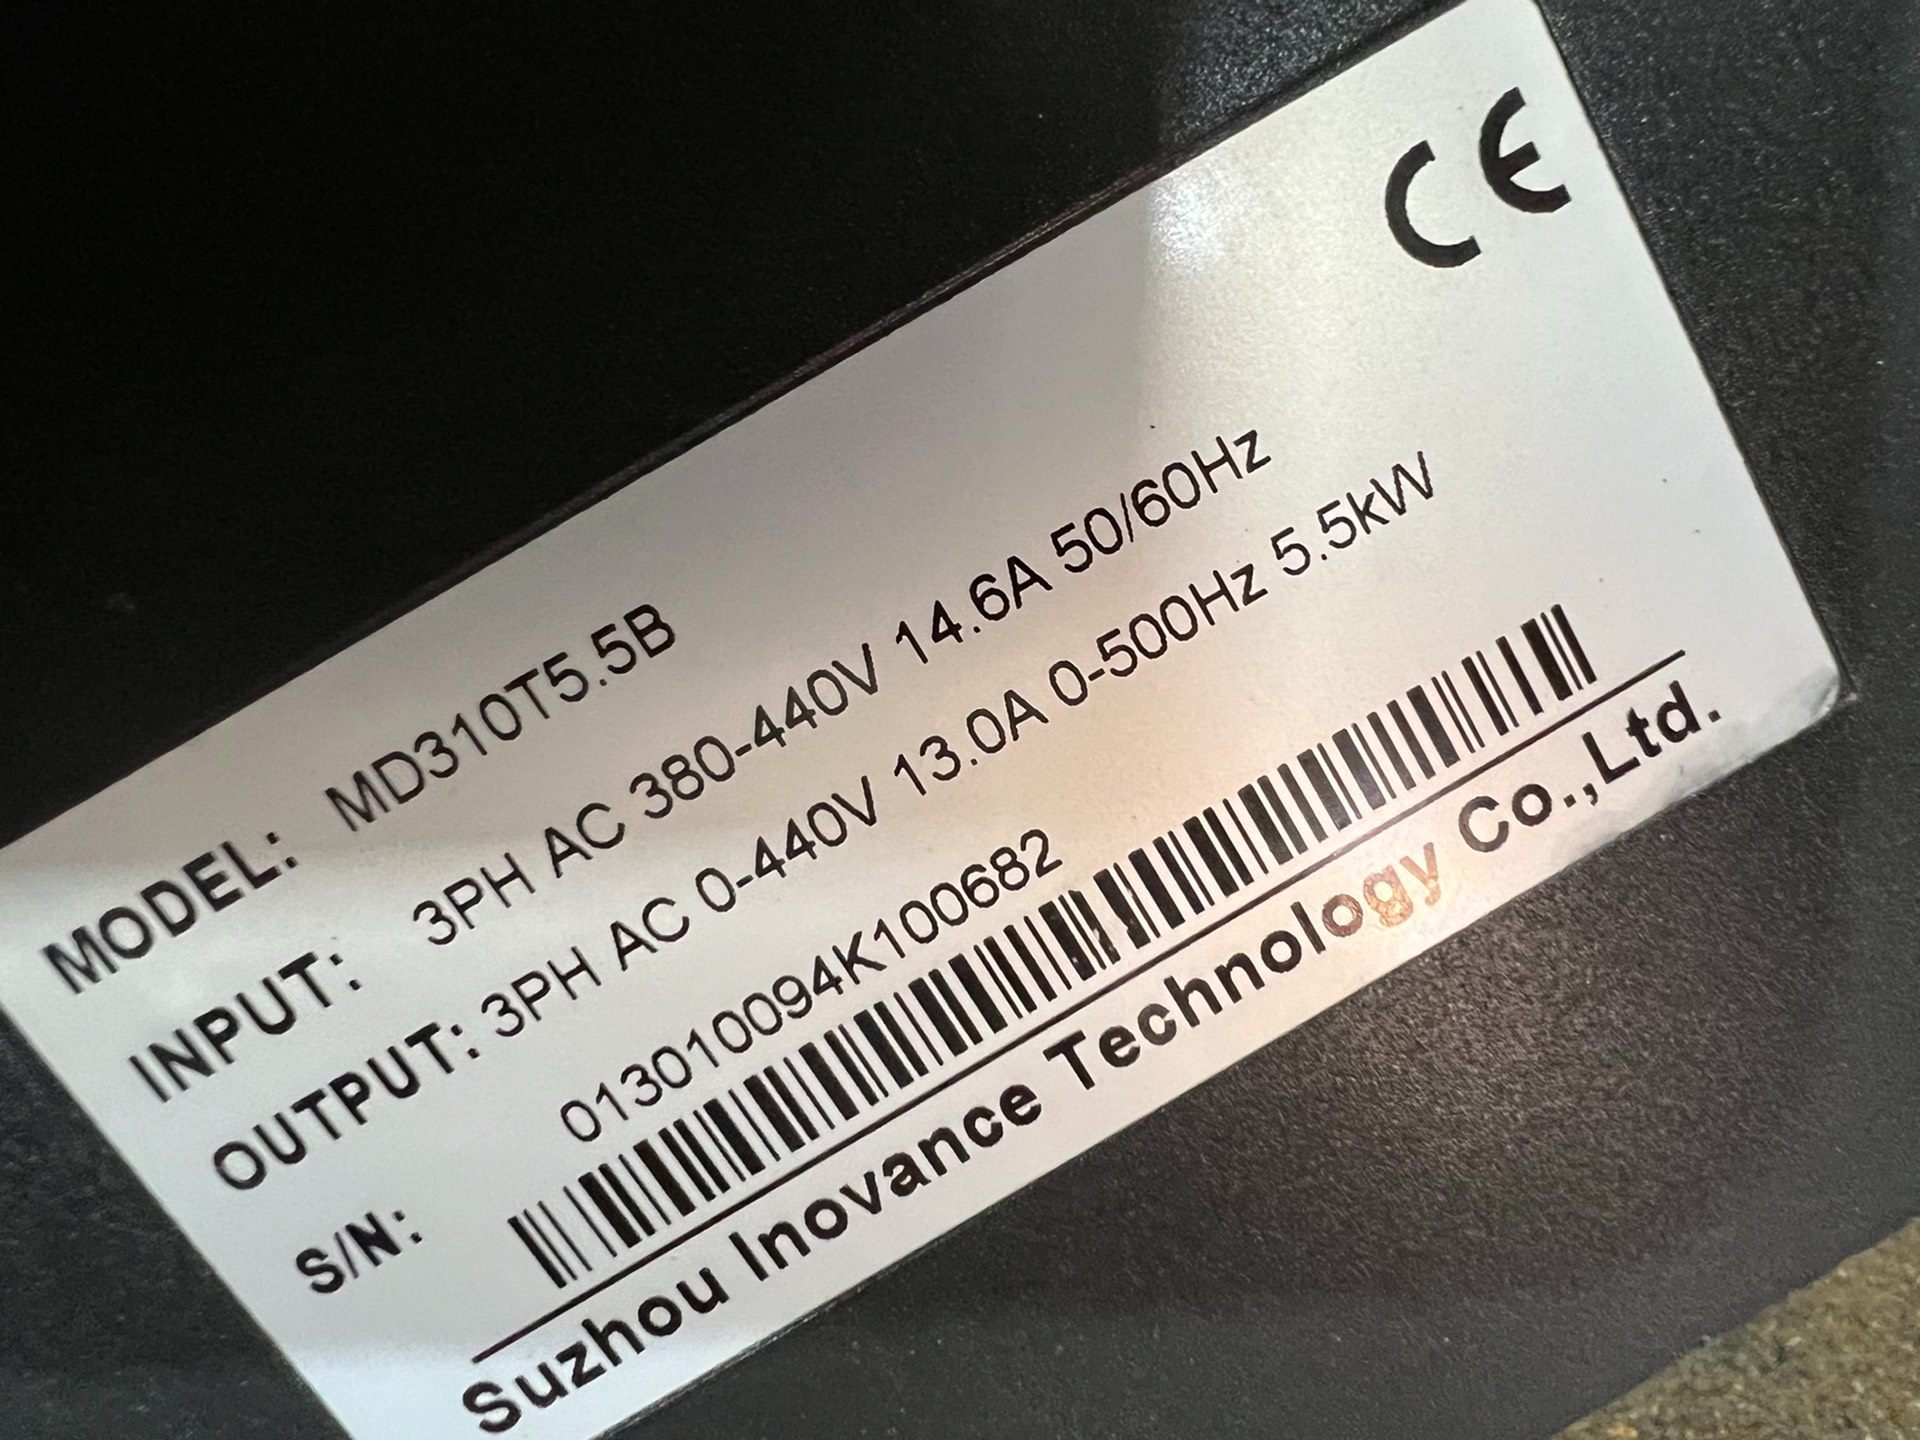 CE
MODEL: MD310T5.5B
INPUT: 3PH AC 380-440V 14.6A 50/60Hz
OUTPUT: 3PH AC 0-440V 13.0A 0-500Hz 5.5kW
S/N: 013010094K100682
Suzhou Inovance Technology Co.,Ltd.